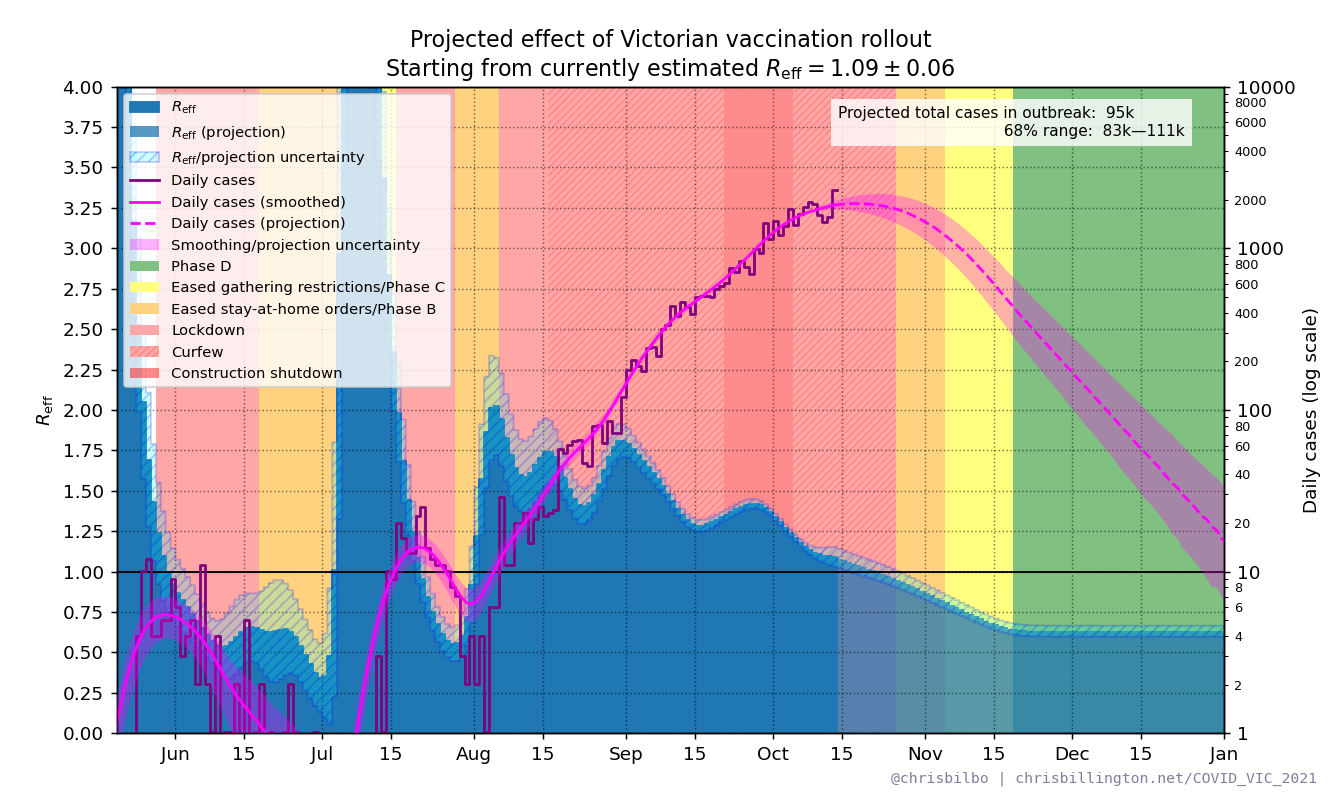 Projected effect of Victorian vaccination rollout
Starting from currently estimated R_eff = 1.09 ± 0.06
Projected total cases in outbreak: 95k
68% range: 83k—111k
R_eff
R_eff (projection)
R_eff/projection uncertainty
Daily cases
Daily cases (smoothed)
Daily cases (projection)
Smoothing/projection uncertainty
Phase D
Eased gathering restrictions/Phase C
Eased stay-at-home orders/Phase B
Lockdown
Curfew
Construction shutdown
R_eff
4.00
3.75
3.50
3.25
3.00
2.75
2.50
2.25
2.00
1.75
1.50
1.25
1.00
0.75
0.50
0.25
0.00
10000
8000
6000
4000
2000
1000
800
600
400
200
100
80
60
40
20
10
8
6
4
2
1
Daily cases (log scale)
Jun 15 Jul 15 Aug 15 Sep 15 Oct 15 Nov 15 Dec 15 Jan
@chrisbilbo | chrisbillington.net/COVID_VIC_2021